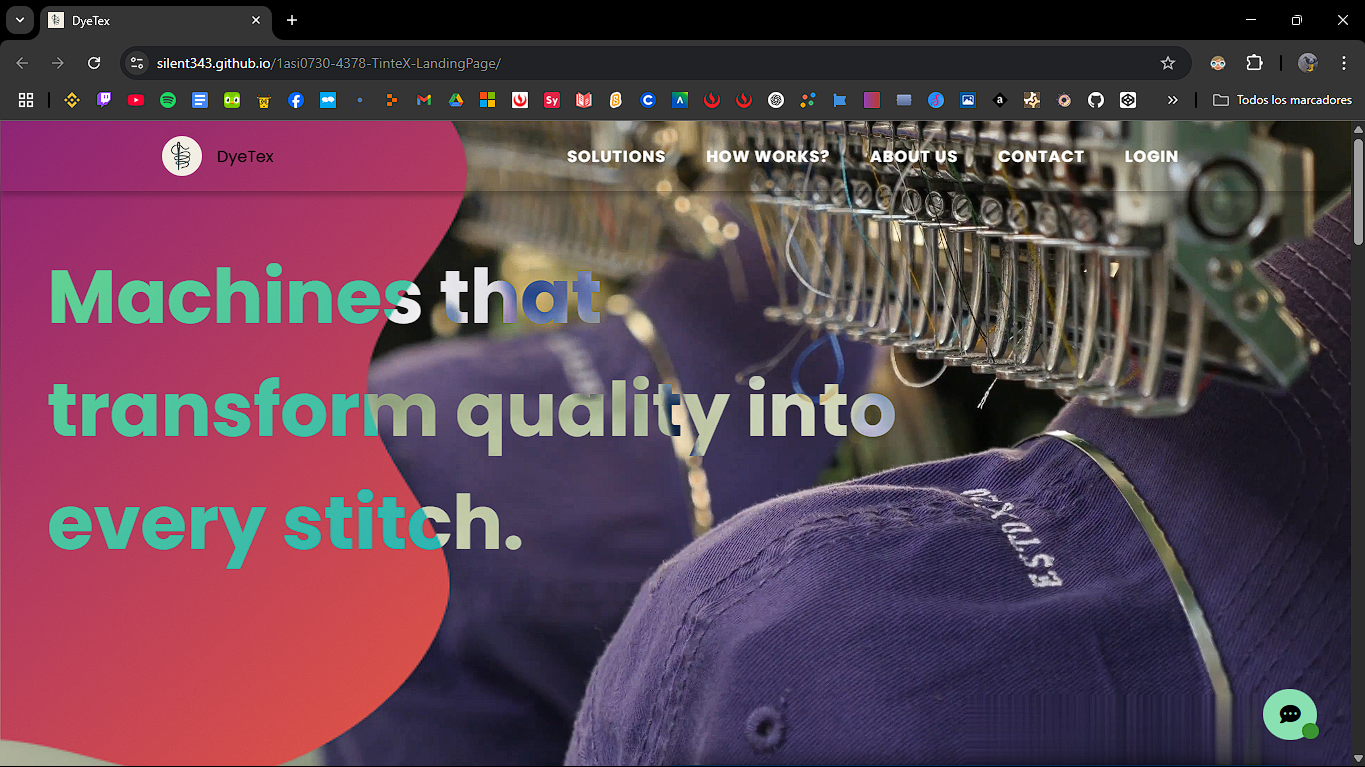 DyeTex
silent343.github.io/1asi0730-4378-TinteX-LandingPage/
Todos los marcadores
DyeTex
SOLUTIONS
HOW WORKS?
ABOUT US
CONTACT
LOGIN
Machines that
transform quality into
every stitch.